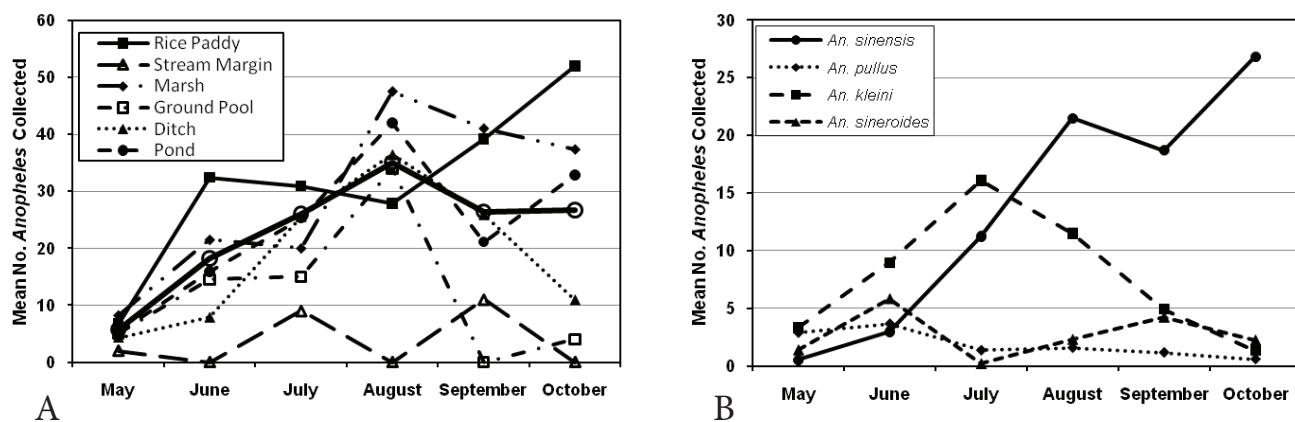 Mean No. Anopheles Collected
60
50
40
30
20
10
0
Rice Paddy
Stream Margin
Marsh
Ground Pool
Ditch
Pond
May June July August September October
A
Mean No. Anopheles Collected
30
25
20
15
10
5
0
An. sinensis
An. pullus
An. kleini
An. sineroides
May June July August September October
B